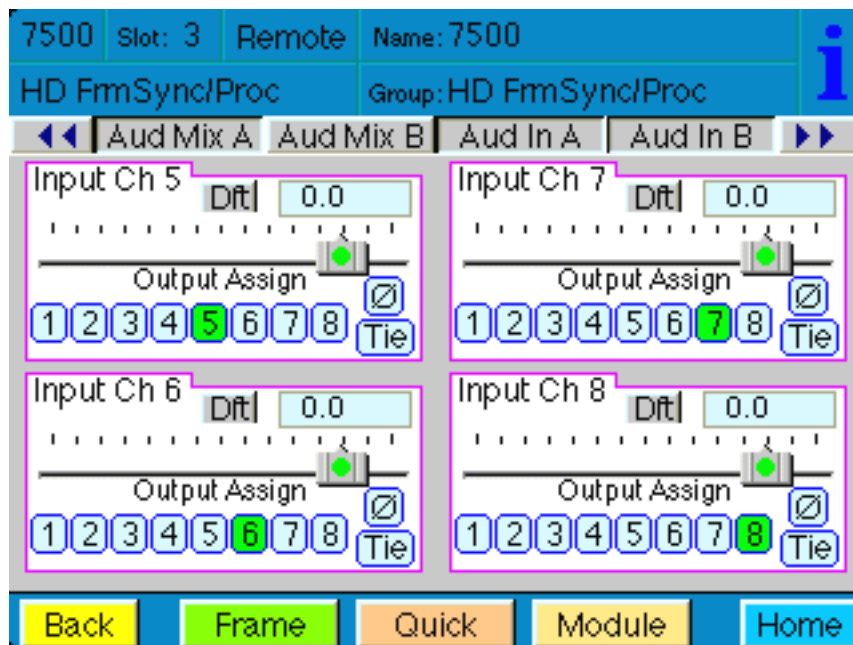 7500 Slot: 3 Remote Name: 7500
HD FrmSync/Proc Group: HD FrmSync/Proc
i
Aud Mix A Aud Mix B Aud In A Aud In B
Input Ch 5
Dft 0.0
Output Assign
1 2 3 4 5 6 7 8
Ø
Tie
Input Ch 7
Dft 0.0
Output Assign
1 2 3 4 5 6 7 8
Ø
Tie
Input Ch 6
Dft 0.0
Output Assign
1 2 3 4 5 6 7 8
Ø
Tie
Input Ch 8
Dft 0.0
Output Assign
1 2 3 4 5 6 7 8
Ø
Tie
Back Frame Quick Module Home